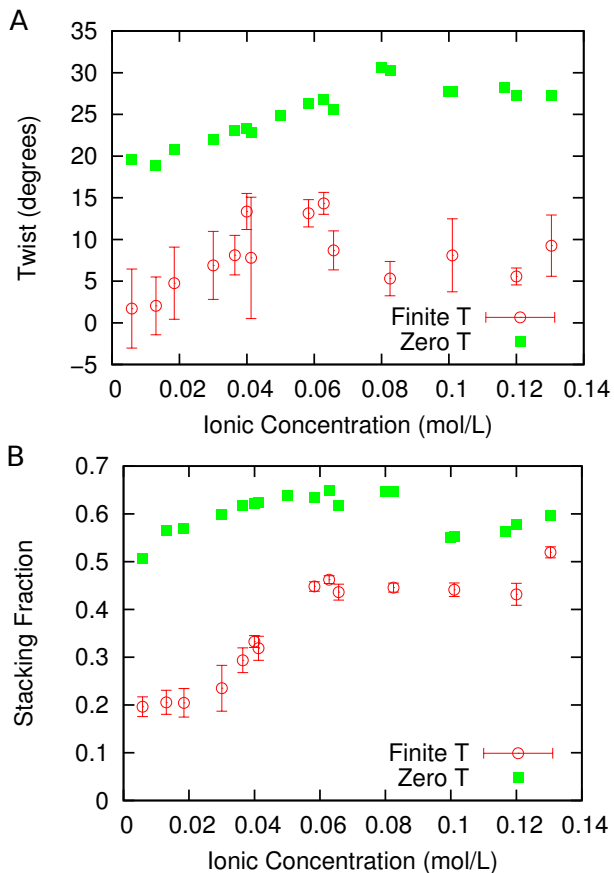 A
35
30
25
20
15
10
5
0
−5
Twist (degrees)
Finite T
Zero T
0 0.02 0.04 0.06 0.08 0.1 0.12 0.14
Ionic Concentration (mol/L)
B
0.7
0.6
0.5
0.4
0.3
0.2
0.1
0
Stacking Fraction
Finite T
Zero T
0 0.02 0.04 0.06 0.08 0.1 0.12 0.14
Ionic Concentration (mol/L)